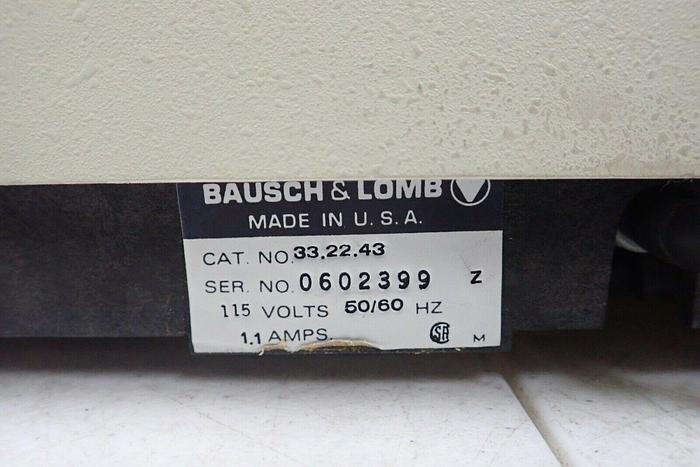 BAUSCH & LOMB
MADE IN U.S.A.
CAT. NO. 33.22.43
SER. NO. 0602399 Z
115 VOLTS 50/60 HZ
1.1 AMPS. SA M